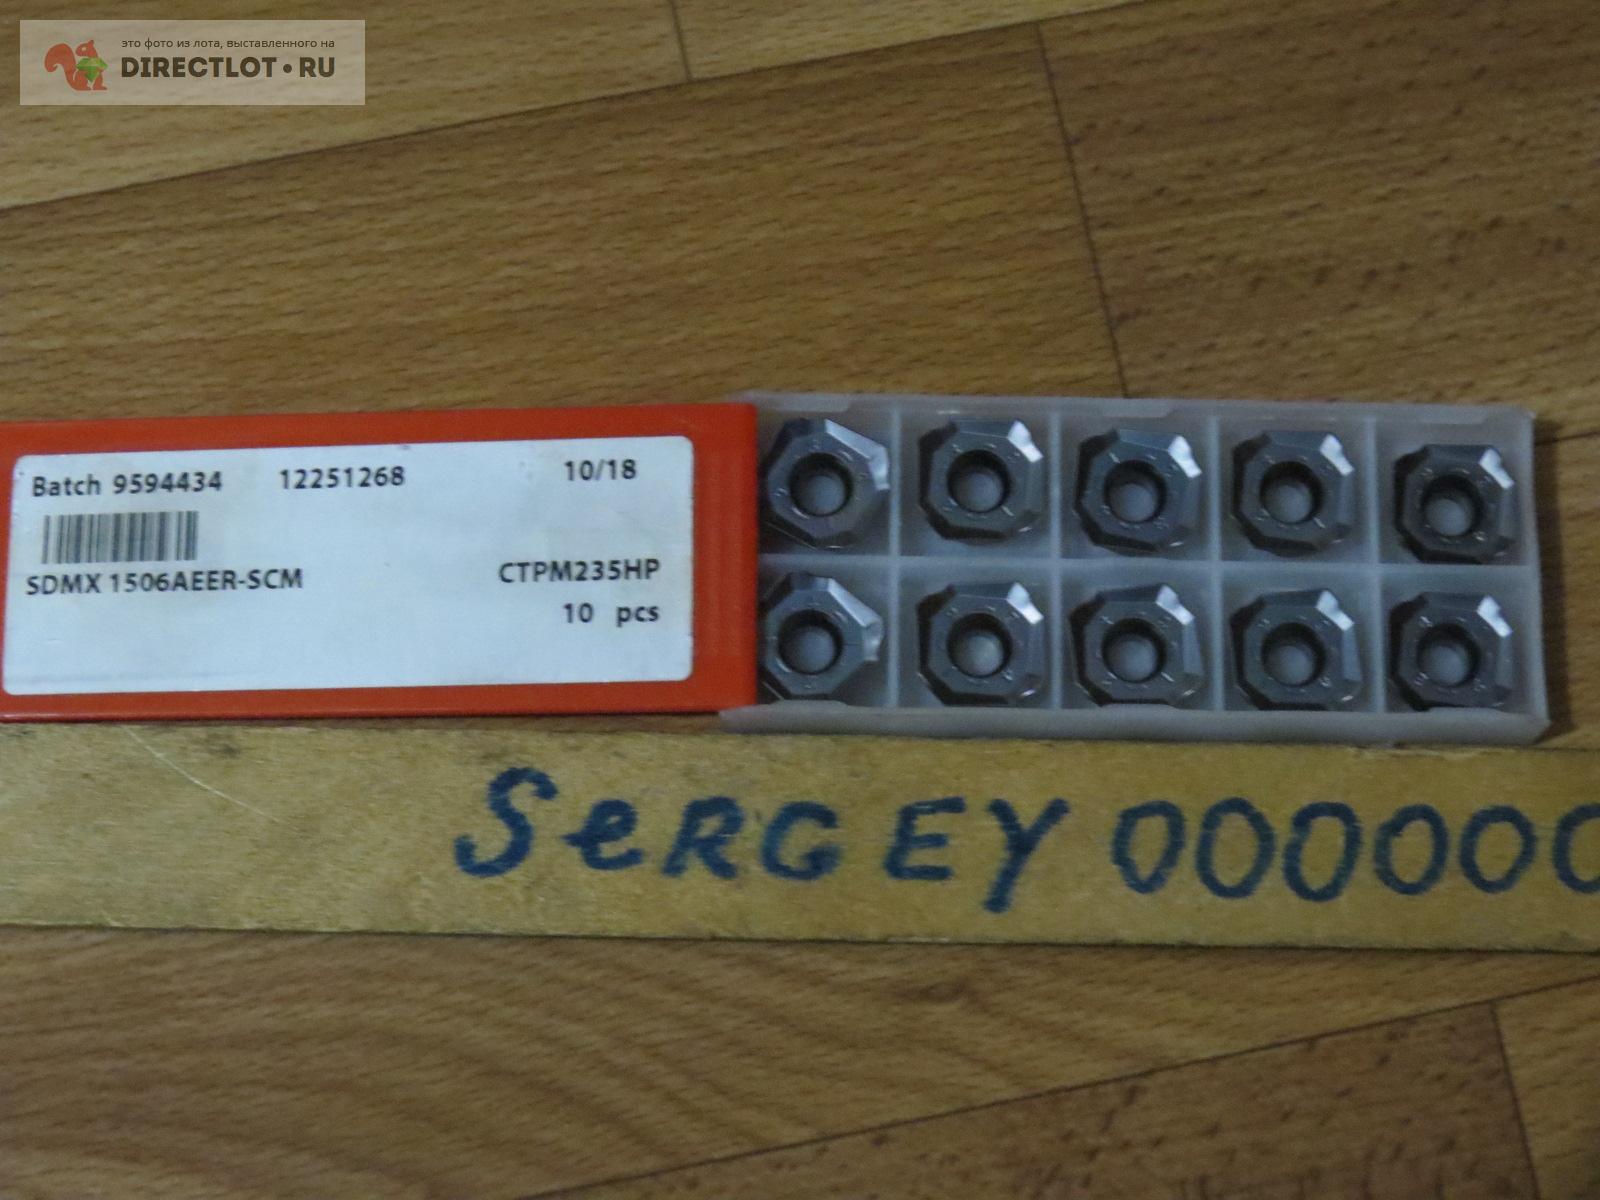 это фото из лота, выставленного на
DIRECTLOT•RU
Batch 9594434 12251268 10/18
SDMX 1506AEER-SCM CTPM235HP
10 pcs
SeRGEY 000000